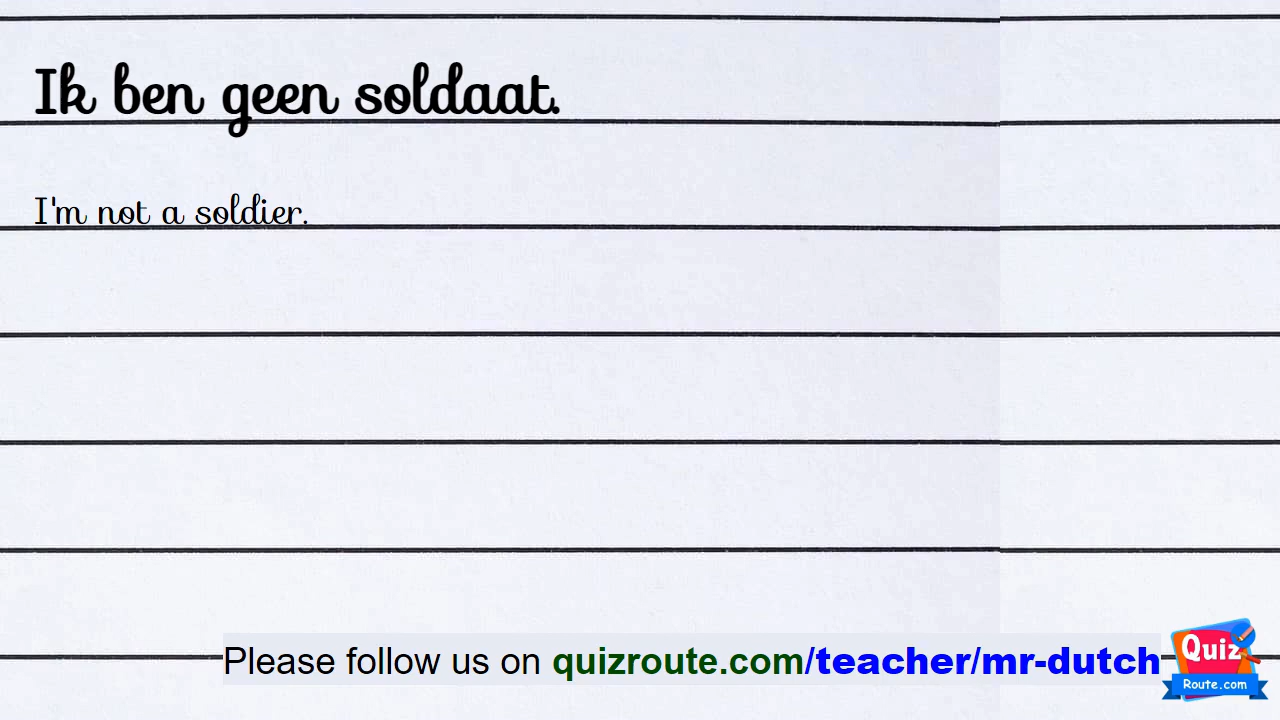 Ik ben geen soldaat.
I'm not a soldier.
Please follow us on quizroute.com/teacher/mr-dutch
Quiz
Route.com